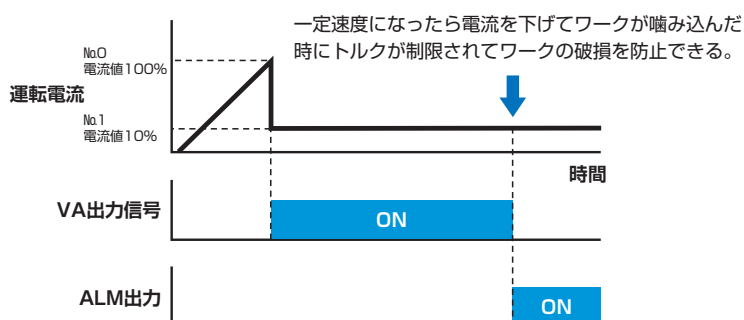 一定速度になったら電流を下げてワークが噛み込んだ
時にトルクが制限されてワークの破損を防止できる。
№0
電流値100%
運転電流
№1
電流値10%
時間
VA出力信号
ON
ALM出力
ON